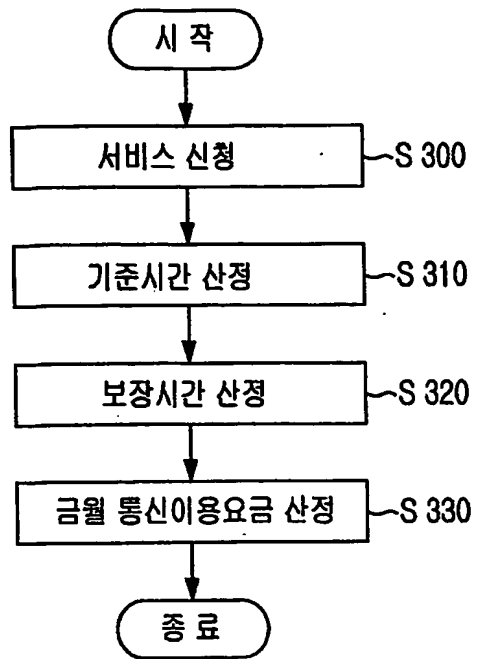 시 작
서비스 신청
S 300
기준시간 산정
S 310
보장시간 산정
S 320
금월 통신이용요금 산정
S 330
종 료